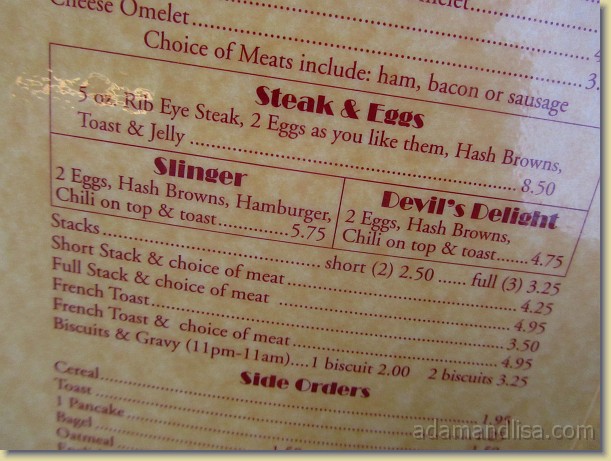 Cheese Omelet
Choice of Meats include: ham, bacon or sausage
Steak & Eggs
5 oz. Rib Eye Steak, 2 Eggs as you like them, Hash Browns,
Toast & Jelly ........ 8.50
Slinger
2 Eggs, Hash Browns, Hamburger,
Chili on top & toast ........ 5.75
Devil's Delight
2 Eggs, Hash Browns,
Chili on top & toast ....... 4.75
Stacks ........ short (2) 2.50 ...... full (3) 3.25
Short Stack & choice of meat ........ 4.25
Full Stack & choice of meat ........ 4.95
French Toast ........ 3.50
French Toast & choice of meat ........ 4.95
Biscuits & Gravy (11pm-11am)....1 biscuit 2.00 2 biscuits 3.25
Side Orders
Cereal ........ 1.95
Toast
1 Pancake
Bagel
Oatmeal
adamandlisa.com